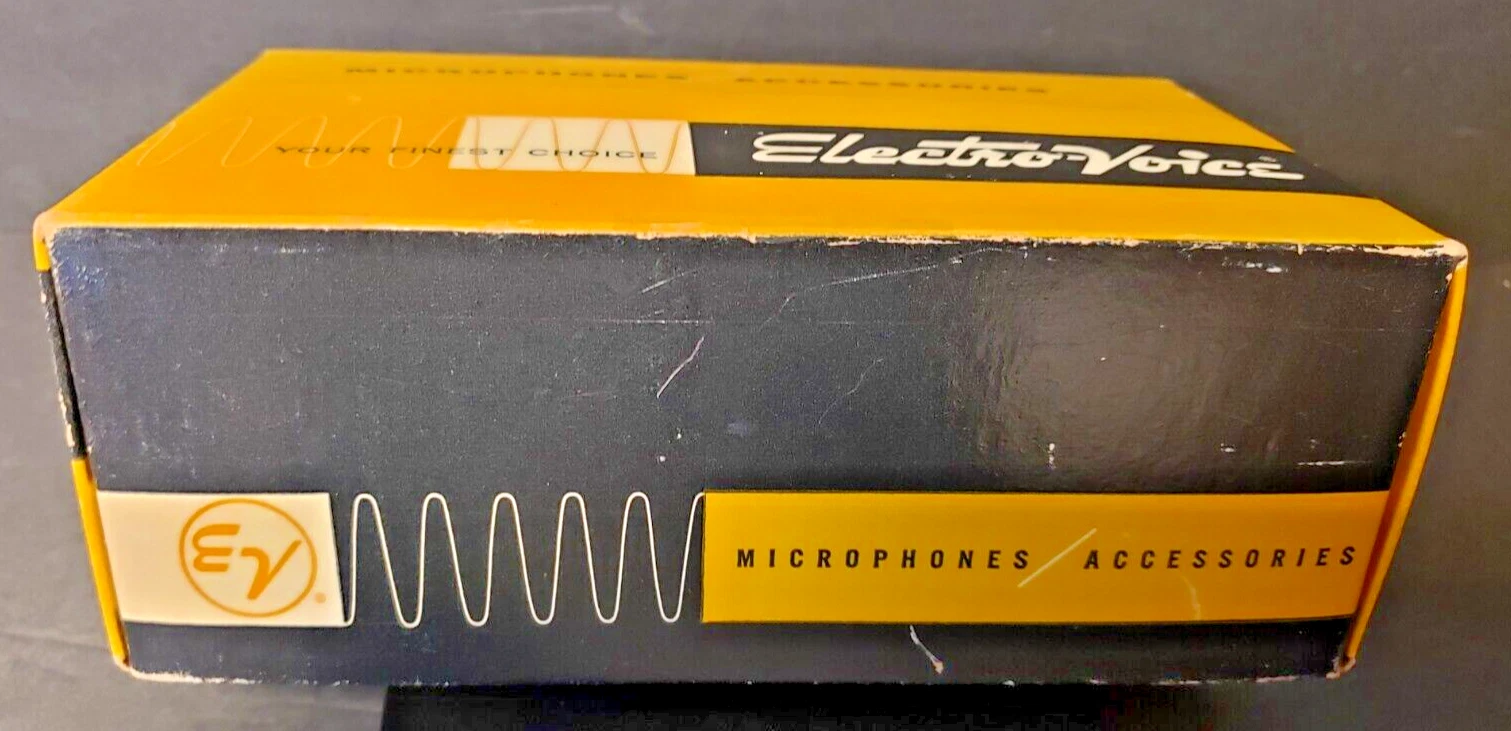 MICROPHONES ACCESSORIES
YOUR FINEST CHOICE
Electro-Voice
EV ®
MICROPHONES / ACCESSORIES